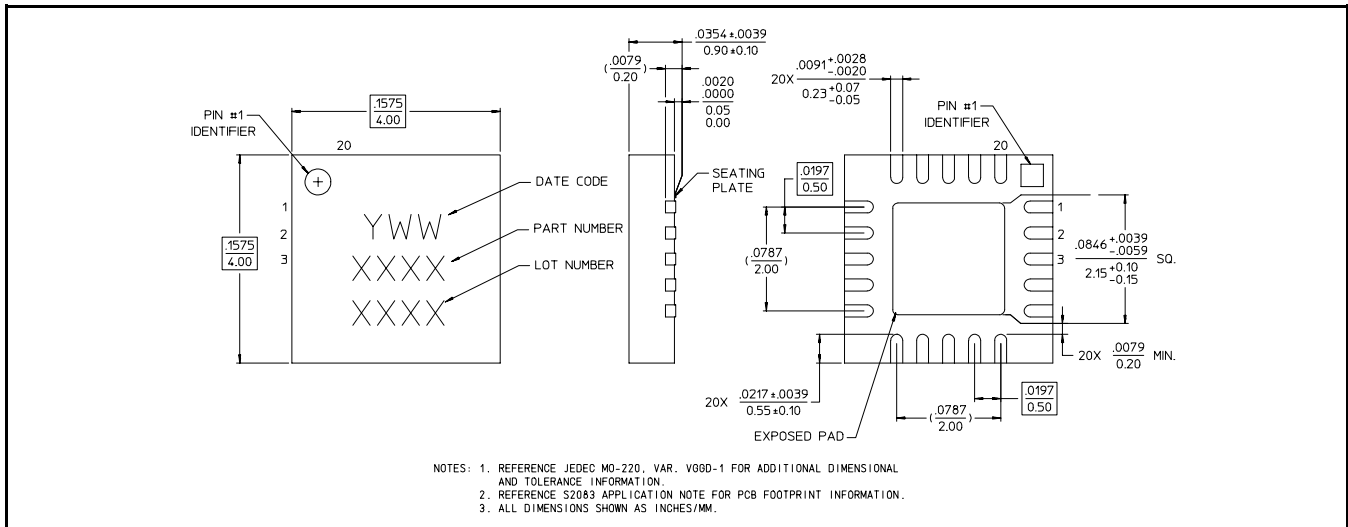 .1575
4.00
PIN #1
IDENTIFIER
20
1
2
3
.1575
4.00
YWW
XXXX
XXXX
DATE CODE
PART NUMBER
LOT NUMBER
.0354 ±.0039
0.90 ±0.10
(.0079
0.20)
.0020
.0000
0.05
0.00
SEATING
PLATE
20X .0091 +.0028 -.0020
0.23 +0.07 -0.05
PIN #1
IDENTIFIER
20
.0197
0.50
(.0787
2.00)
1
2
3
.0846 +.0039 -.0059
2.15 +0.10 -0.15
SQ.
20X .0079
0.20 MIN.
20X .0217 ±.0039
0.55 ±0.10
(.0787
2.00)
.0197
0.50
EXPOSED PAD
NOTES: 1. REFERENCE JEDEC MO-220, VAR. VGGD-1 FOR ADDITIONAL DIMENSIONAL
AND TOLERANCE INFORMATION.
2. REFERENCE S2083 APPLICATION NOTE FOR PCB FOOTPRINT INFORMATION.
3. ALL DIMENSIONS SHOWN AS INCHES/MM.